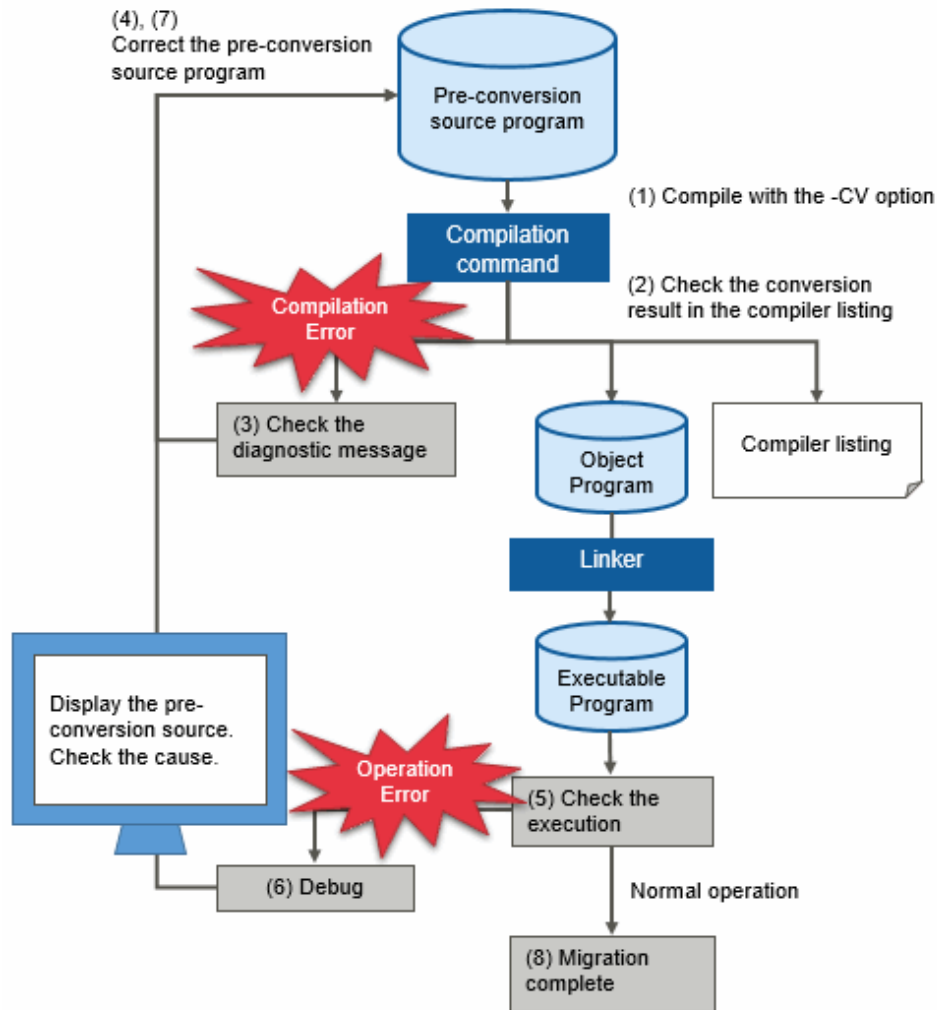 (4), (7)
Correct the pre-conversion
source program
Pre-conversion
source program
(1) Compile with the -CV option
Compilation
command
(2) Check the conversion
result in the compiler listing
Compilation
Error
(3) Check the
diagnostic message
Object
Program
Compiler listing
Linker
Executable
Program
Display the pre-
conversion source.
Check the cause.
Operation
Error
(5) Check the
execution
(6) Debug
Normal operation
(8) Migration
complete